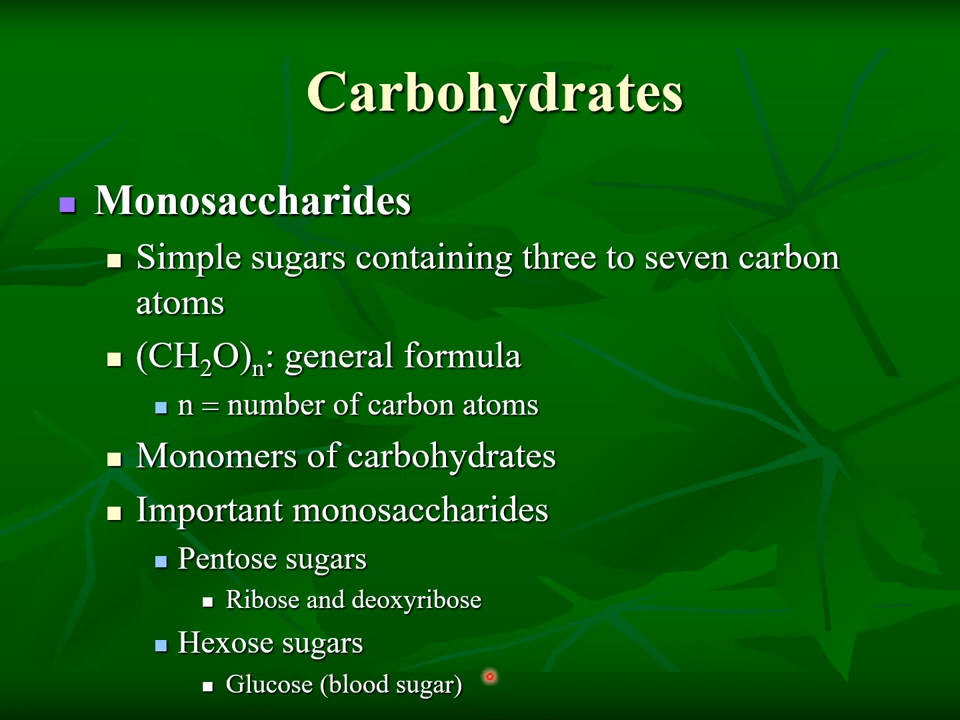 Carbohydrates
Monosaccharides
Simple sugars containing three to seven carbon
atoms
(CH₂O)ₙ: general formula
n = number of carbon atoms
Monomers of carbohydrates
Important monosaccharides
Pentose sugars
Ribose and deoxyribose
Hexose sugars
Glucose (blood sugar)